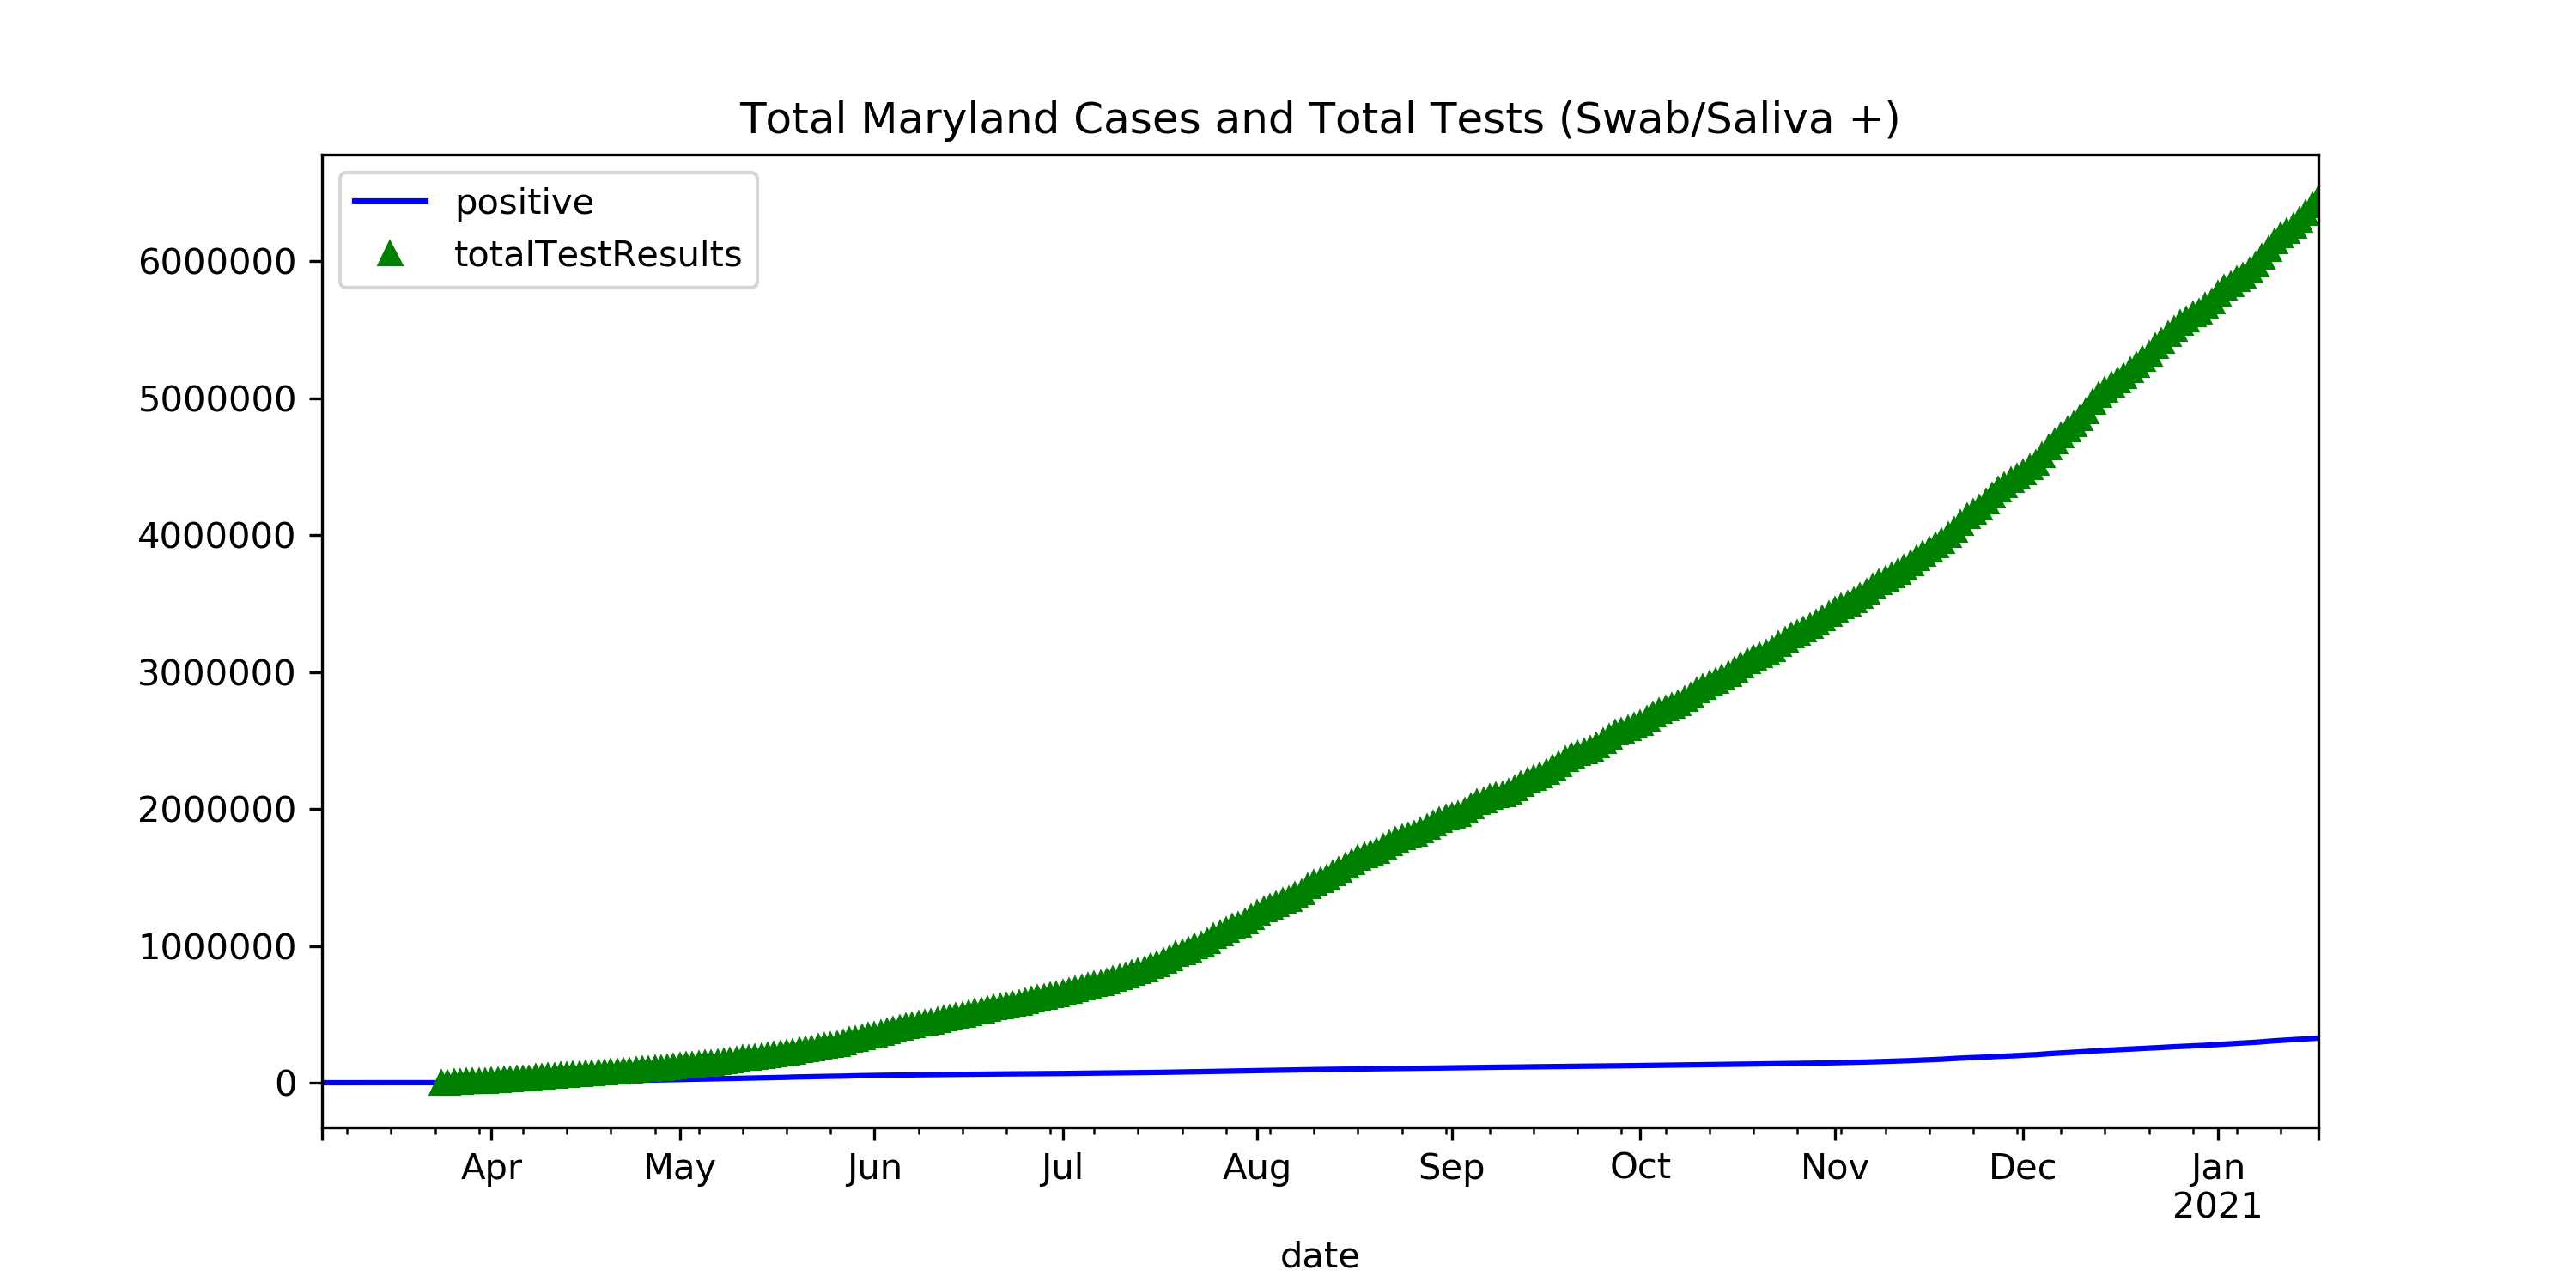 Total Maryland Cases and Total Tests (Swab/Saliva +)
positive
totalTestResults
6000000
5000000
4000000
3000000
2000000
1000000
0
Apr May Jun Jul Aug Sep Oct Nov Dec Jan
2021
date